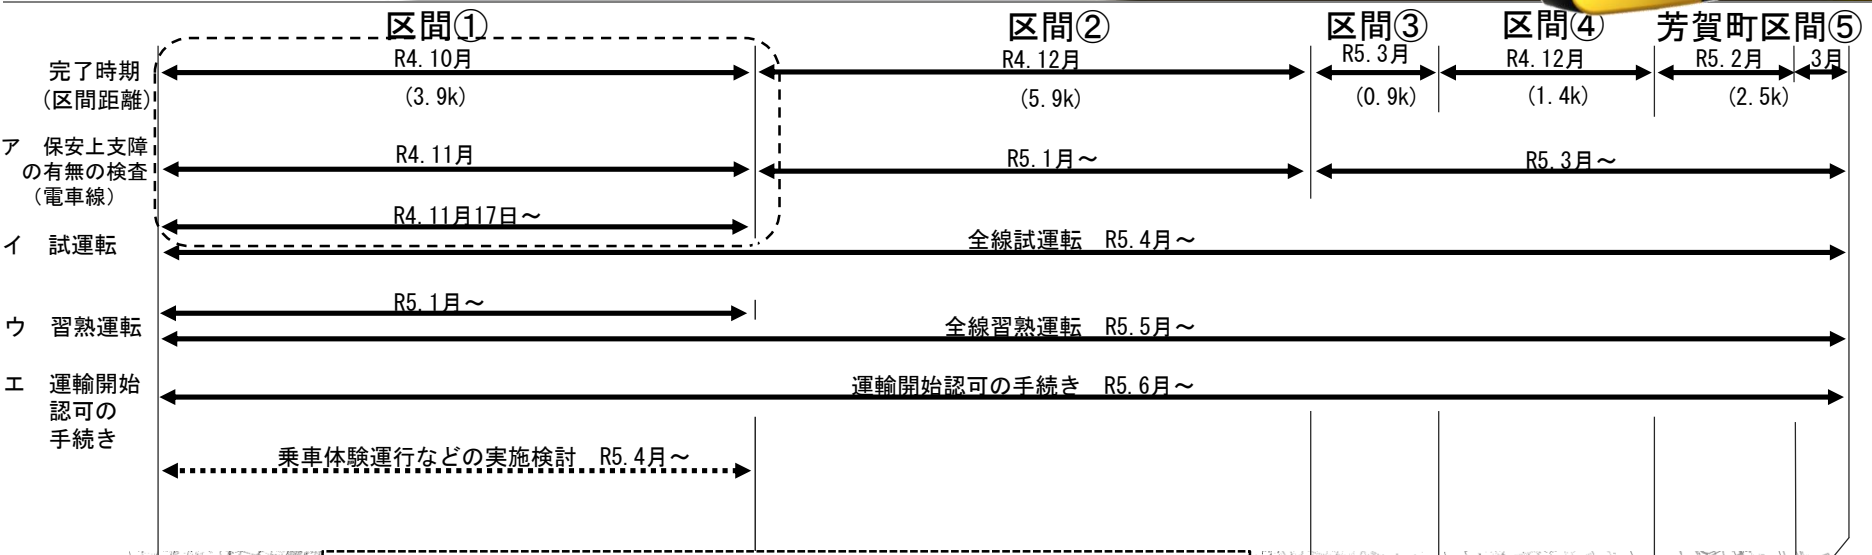 区間①
区間②
区間③
区間④
芳賀町区間⑤
完了時期
（区間距離）
R4.10月
(3.9k)
R4.12月
(5.9k)
R5.3月
(0.9k)
R4.12月
(1.4k)
R5.2月
3月
(2.5k)
ア　保安上支障
の有無の検査
（電車線）
R4.11月
R5.1月～
R5.3月～
イ　試運転
R4.11月17日～
全線試運転　R5.4月～
ウ　習熟運転
R5.1月～
全線習熟運転　R5.5月～
エ　運輸開始
認可の
手続き
運輸開始認可の手続き　R5.6月～
乗車体験運行などの実施検討　R5.4月～